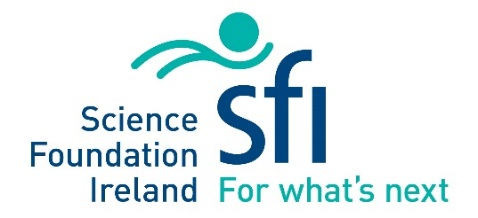 Science
Foundation
Ireland
sfi
For what's next